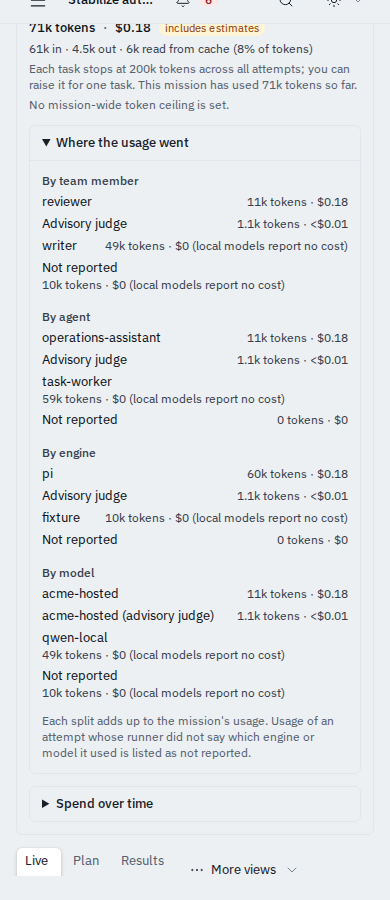 Stabilize aut...
71k tokens · $0.18 includes estimates
61k in · 4.5k out · 6k read from cache (8% of tokens)
Each task stops at 200k tokens across all attempts; you can
raise it for one task. This mission has used 71k tokens so far.
No mission-wide token ceiling is set.
Where the usage went
By team member
reviewer 11k tokens · $0.18
Advisory judge 1.1k tokens · <$0.01
writer 49k tokens · $0 (local models report no cost)
Not reported
10k tokens · $0 (local models report no cost)
By agent
operations-assistant 11k tokens · $0.18
Advisory judge 1.1k tokens · <$0.01
task-worker
59k tokens · $0 (local models report no cost)
Not reported 0 tokens · $0
By engine
pi 60k tokens · $0.18
Advisory judge 1.1k tokens · <$0.01
fixture 10k tokens · $0 (local models report no cost)
Not reported 0 tokens · $0
By model
acme-hosted 11k tokens · $0.18
acme-hosted (advisory judge) 1.1k tokens · <$0.01
qwen-local
49k tokens · $0 (local models report no cost)
Not reported
10k tokens · $0 (local models report no cost)
Each split adds up to the mission's usage. Usage of an
attempt whose runner did not say which engine or
model it used is listed as not reported.
Spend over time
Live Plan Results ··· More views